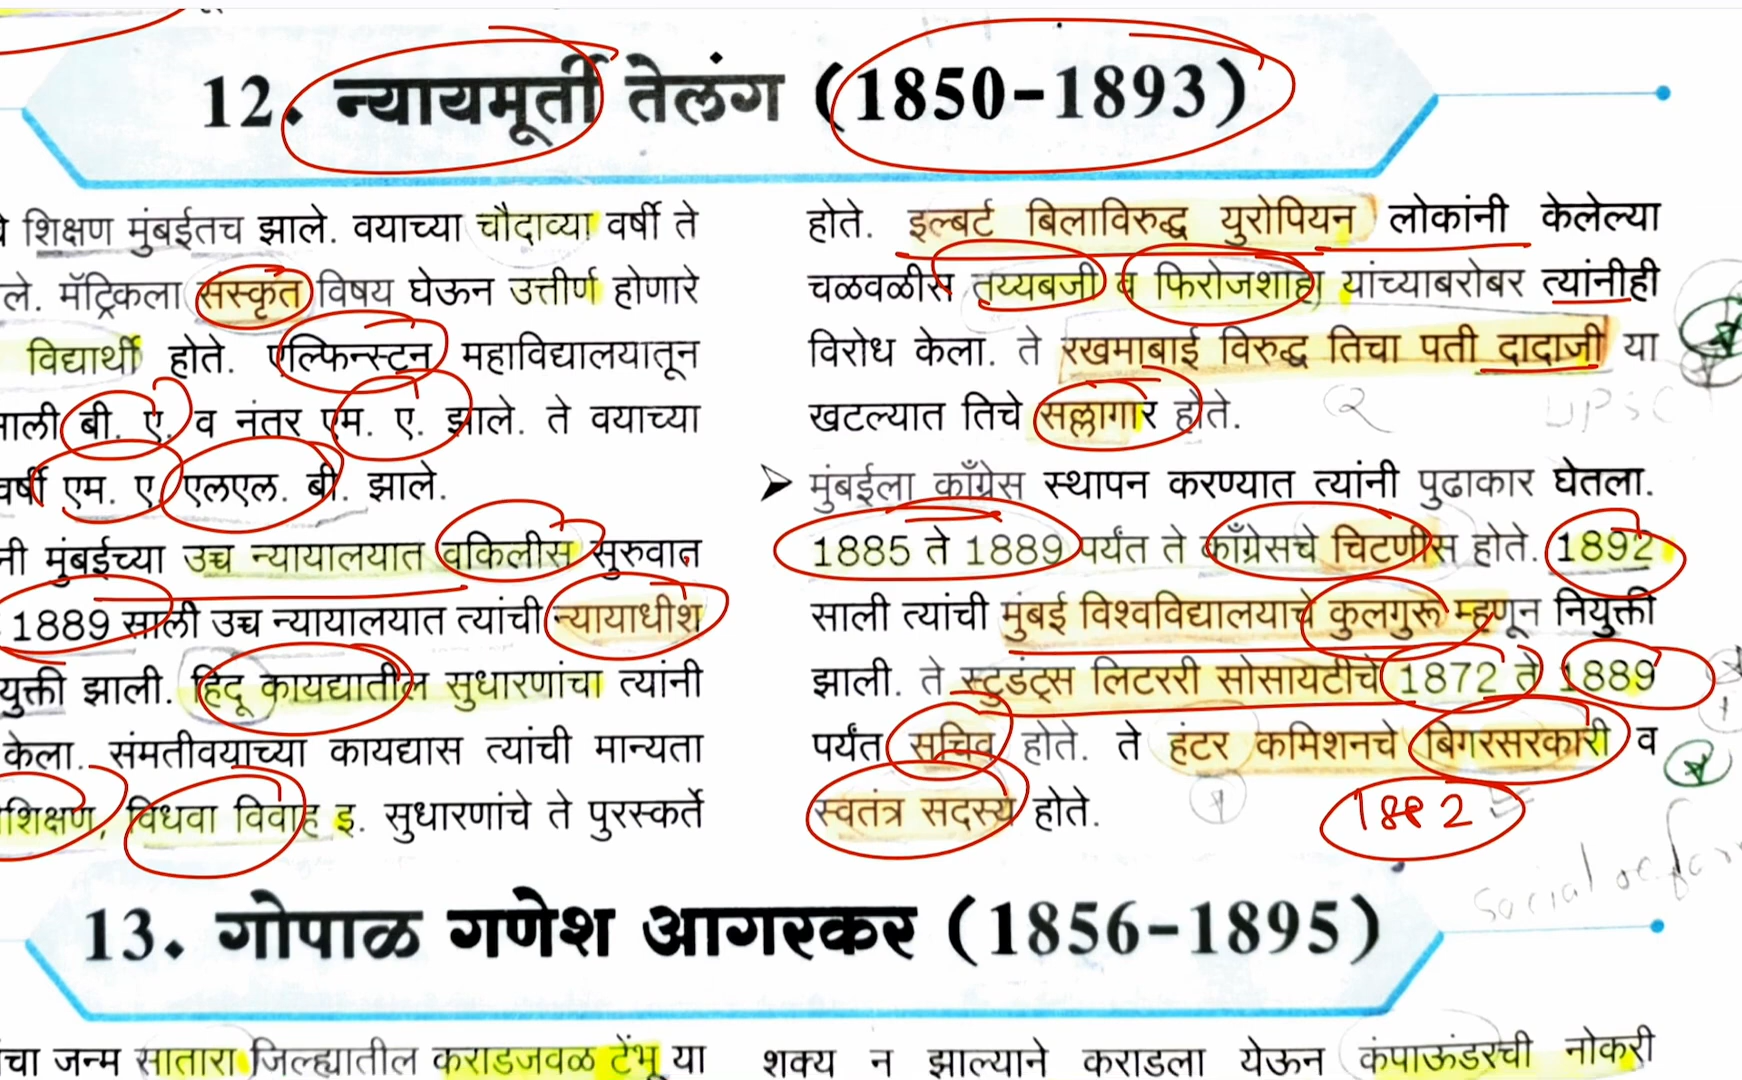 12. न्यायमूर्ती तेलंग (1850-1893)
शिक्षण मुंबईतच झाले. वयाच्या चौदाव्या वर्षी ते
ले. मॅट्रिकला संस्कृत विषय घेऊन उत्तीर्ण होणारे
विद्यार्थी होते. एल्फिन्स्टन महाविद्यालयातून
बी. ए. व नंतर एम. ए. झाले. ते वयाच्या
वर्षी एम. ए. एलएल. बी. झाले.
नी मुंबईच्या उच्च न्यायालयात वकिलीस सुरुवात
1889 साली उच्च न्यायालयात त्यांची न्यायाधीश
युक्ती झाली. हिंदू कायद्यातील सुधारणांचा त्यांनी
केला. संमतीवयाच्या कायद्यास त्यांची मान्यता
शिक्षण, विधवा विवाह इ. सुधारणांचे ते पुरस्कर्ते
होते. इल्बर्ट बिलाविरुद्ध युरोपियन लोकांनी केलेल्या
चळवळीस तय्यबजी व फिरोजशाहा यांच्याबरोबर त्यांनीही
विरोध केला. ते रखमाबाई विरुद्ध तिचा पती दादाजी या
खटल्यात तिचे सल्लागार होते. Q UPSC
➤ मुंबईला काँग्रेस स्थापन करण्यात त्यांनी पुढाकार घेतला.
1885 ते 1889 पर्यंत ते काँग्रेसचे चिटणीस होते. 1892
साली त्यांची मुंबई विश्वविद्यालयाचे कुलगुरू म्हणून नियुक्ती
झाली. ते स्टुडंट्स लिटररी सोसायटीचे 1872 ते 1889
पर्यंत सचिव होते. ते हंटर कमिशनचे बिगरसरकारी व
स्वतंत्र सदस्य होते. 1882
Social
13. गोपाळ गणेश आगरकर (1856-1895)
चा जन्म सातारा जिल्ह्यातील कराडजवळ टेंभू या
शक्य न झाल्याने कराडला येऊन कंपाऊंडरची नोकरी